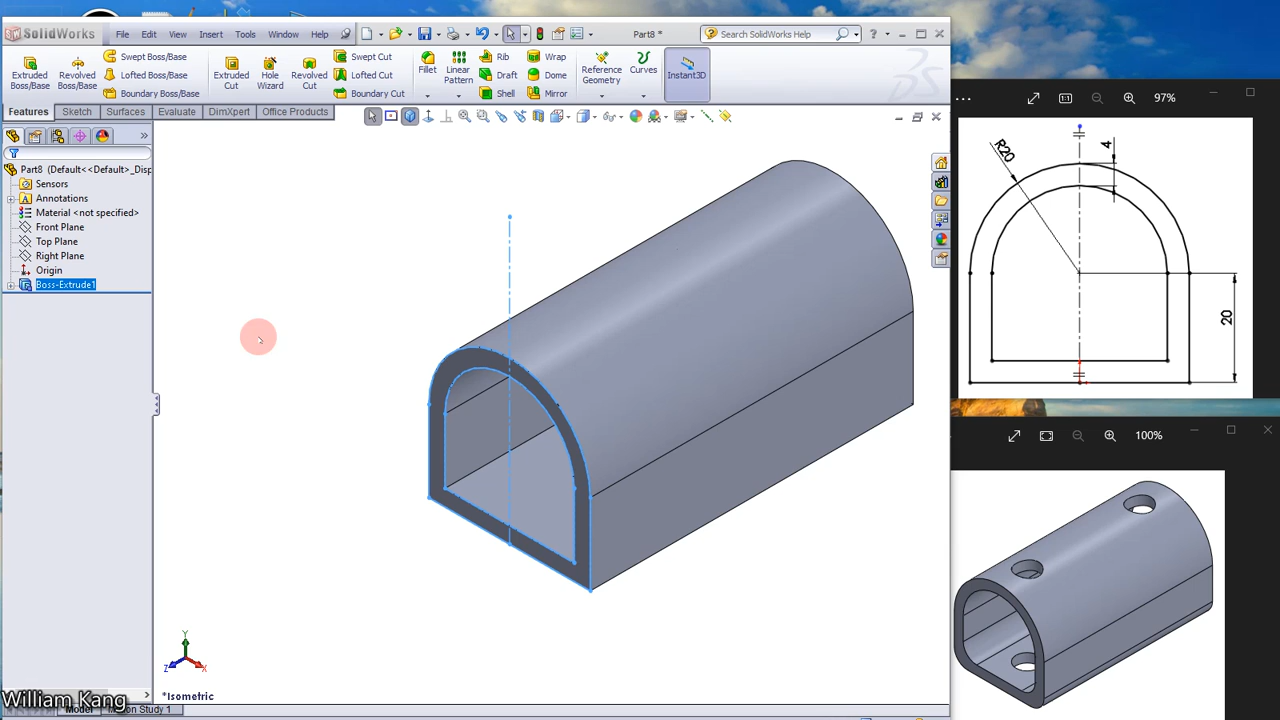 SolidWorks File Edit View Insert Tools Window Help Part8 * Search SolidWorks Help ?
Extruded Boss/Base
Revolved Boss/Base
Swept Boss/Base
Lofted Boss/Base
Boundary Boss/Base
Extruded Cut
Hole Wizard
Revolved Cut
Swept Cut
Lofted Cut
Boundary Cut
Fillet
Linear Pattern
Rib
Draft
Shell
Wrap
Dome
Mirror
Reference Geometry
Curves
Instant3D
Features Sketch Surfaces Evaluate DimXpert Office Products
Part8 (Default<<Default>_Disp
Sensors
Annotations
Material <not specified>
Front Plane
Top Plane
Right Plane
Origin
Boss-Extrude1
97%
R20
4
20
100%
Y
Z
X
*Isometric
William Kang
Model